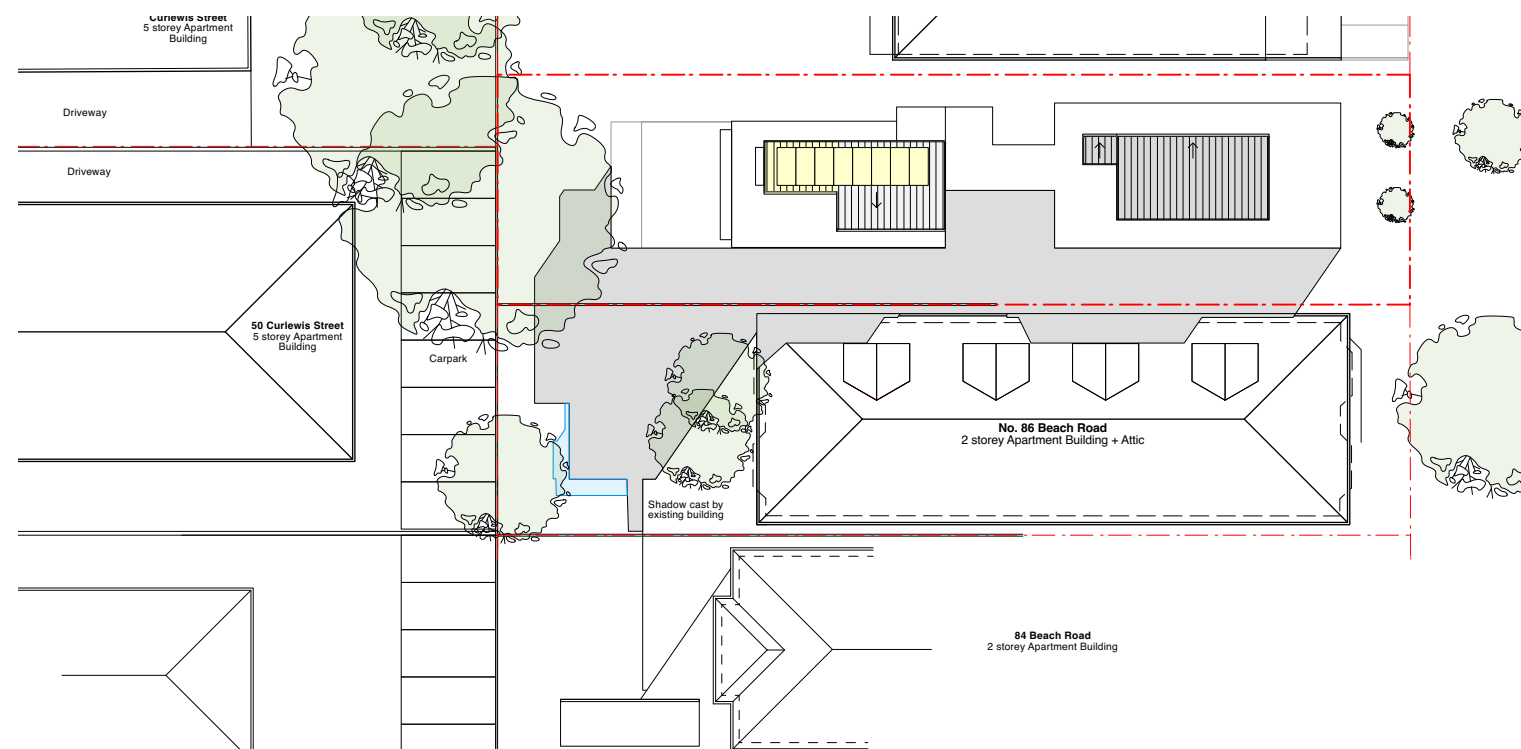 Curlewis Street
5 storey Apartment
Building
Driveway
Driveway
50 Curlewis Street
5 storey Apartment
Building
Carpark
No. 86 Beach Road
2 storey Apartment Building + Attic
Shadow cast by
existing building
84 Beach Road
2 storey Apartment Building